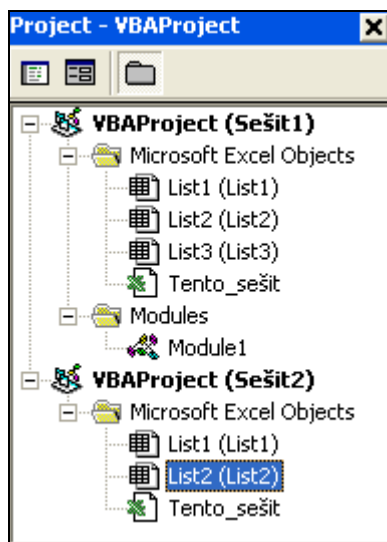 Project - VBAProject
VBAProject (Sešit1)
Microsoft Excel Objects
List1 (List1)
List2 (List2)
List3 (List3)
Tento_sešit
Modules
Module1
VBAProject (Sešit2)
Microsoft Excel Objects
List1 (List1)
List2 (List2)
Tento_sešit